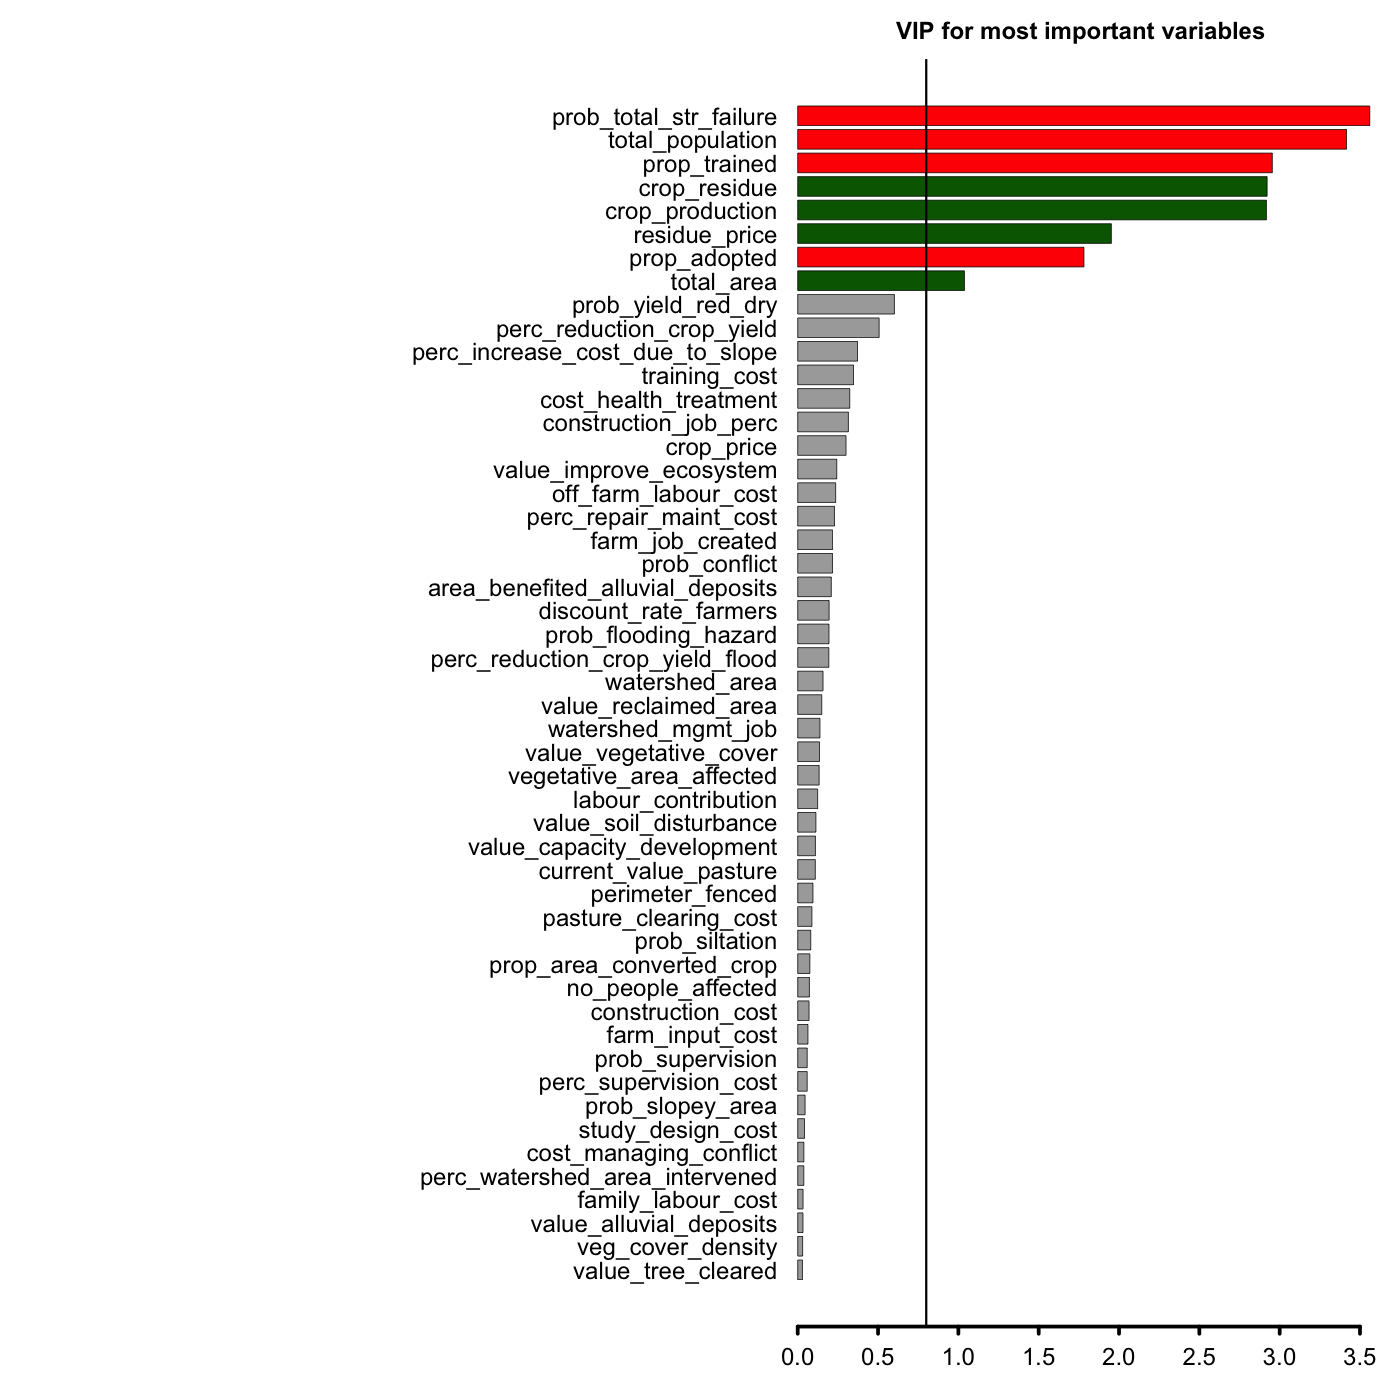 VIP for most important variables
prob_total_str_failure
total_population
prop_trained
crop_residue
crop_production
residue_price
prop_adopted
total_area
prob_yield_red_dry
perc_reduction_crop_yield
perc_increase_cost_due_to_slope
training_cost
cost_health_treatment
construction_job_perc
crop_price
value_improve_ecosystem
off_farm_labour_cost
perc_repair_maint_cost
farm_job_created
prob_conflict
area_benefited_alluvial_deposits
discount_rate_farmers
prob_flooding_hazard
perc_reduction_crop_yield_flood
watershed_area
value_reclaimed_area
watershed_mgmt_job
value_vegetative_cover
vegetative_area_affected
labour_contribution
value_soil_disturbance
value_capacity_development
current_value_pasture
perimeter_fenced
pasture_clearing_cost
prob_siltation
prop_area_converted_crop
no_people_affected
construction_cost
farm_input_cost
prob_supervision
perc_supervision_cost
prob_slopey_area
study_design_cost
cost_managing_conflict
perc_watershed_area_intervened
family_labour_cost
value_alluvial_deposits
veg_cover_density
value_tree_cleared
0.0 0.5 1.0 1.5 2.0 2.5 3.0 3.5